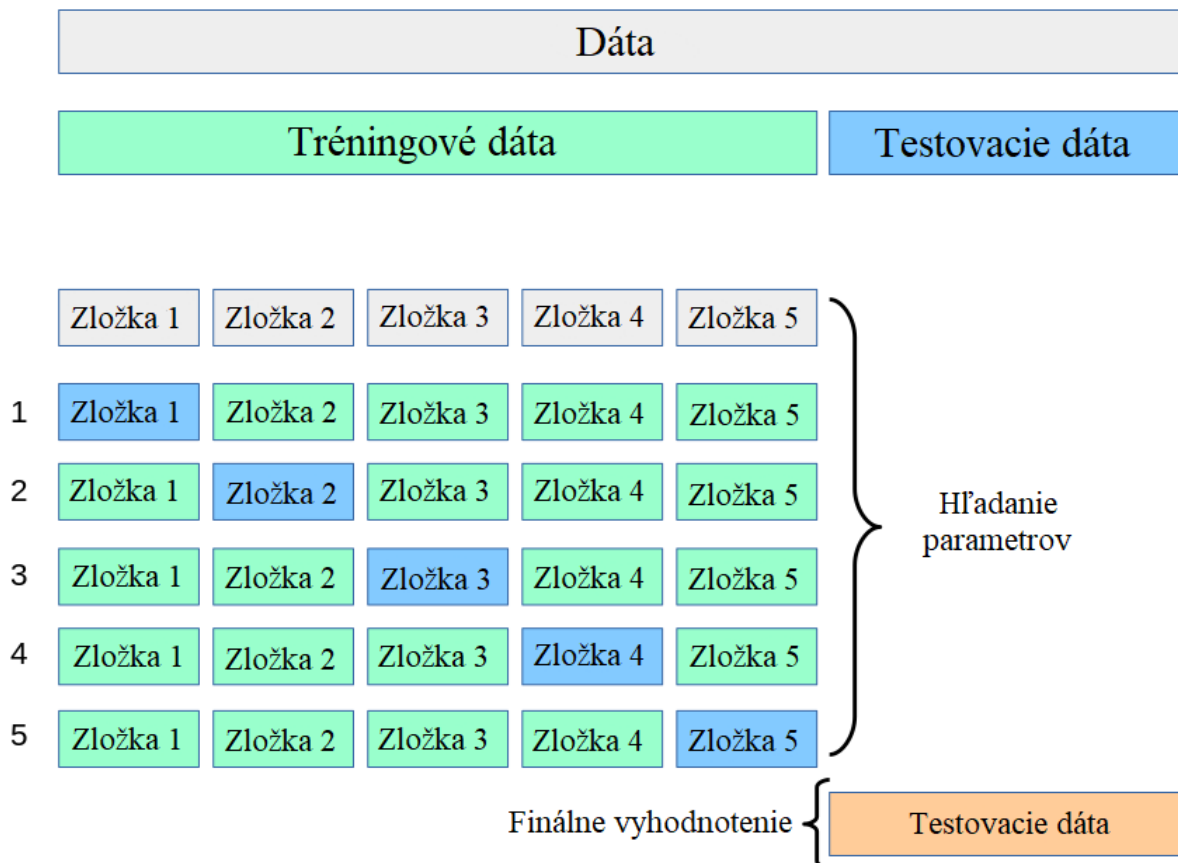 Dáta
Tréningové dáta Testovacie dáta
Zložka 1 Zložka 2 Zložka 3 Zložka 4 Zložka 5
1 Zložka 1 Zložka 2 Zložka 3 Zložka 4 Zložka 5
2 Zložka 1 Zložka 2 Zložka 3 Zložka 4 Zložka 5
3 Zložka 1 Zložka 2 Zložka 3 Zložka 4 Zložka 5
4 Zložka 1 Zložka 2 Zložka 3 Zložka 4 Zložka 5
5 Zložka 1 Zložka 2 Zložka 3 Zložka 4 Zložka 5
Hľadanie
parametrov
Finálne vyhodnotenie Testovacie dáta